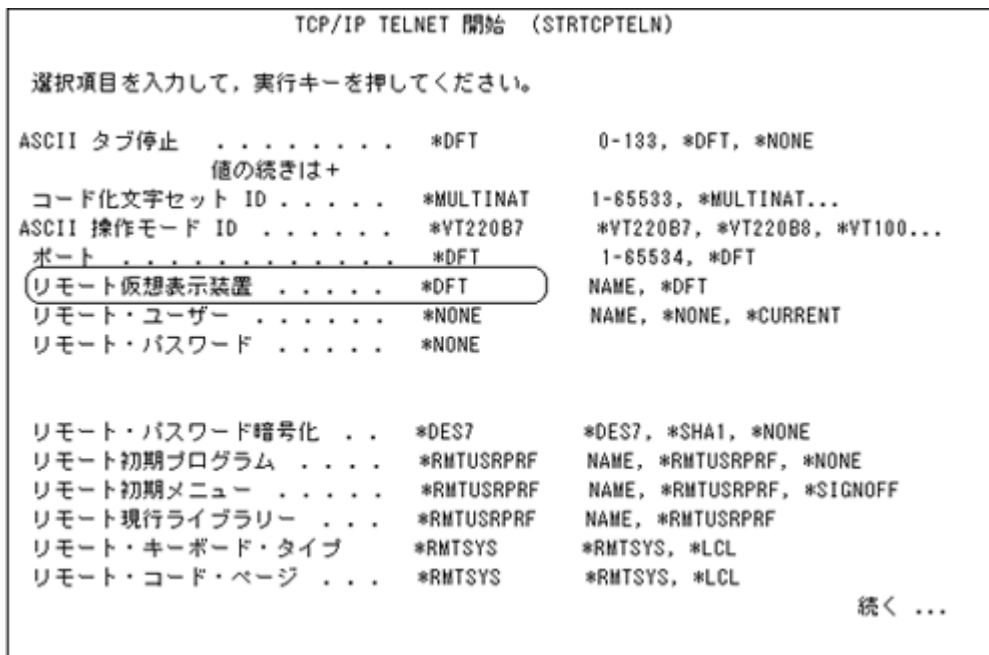 TCP/IP TELNET 開始 (STRTCPTELN)
選択項目を入力して，実行キーを押してください。
ASCII タブ停止 . . . . . . . . *DFT 0-133, *DFT, *NONE
値の続きは+
コード化文字セット ID . . . . . *MULTINAT 1-65533, *MULTINAT...
ASCII 操作モード ID . . . . . . *VT220B7 *VT220B7, *VT220B8, *VT100...
ポート . . . . . . . . . . . . *DFT 1-65534, *DFT
リモート仮想表示装置 . . . . . *DFT NAME, *DFT
リモート・ユーザー . . . . . . *NONE NAME, *NONE, *CURRENT
リモート・パスワード . . . . . *NONE
リモート・パスワード暗号化 . . *DES7 *DES7, *SHA1, *NONE
リモート初期プログラム . . . . *RMTUSRPRF NAME, *RMTUSRPRF, *NONE
リモート初期メニュー . . . . . *RMTUSRPRF NAME, *RMTUSRPRF, *SIGNOFF
リモート現行ライブラリー . . . *RMTUSRPRF NAME, *RMTUSRPRF
リモート・キーボード・タイプ *RMTSYS *RMTSYS, *LCL
リモート・コード・ページ . . . *RMTSYS *RMTSYS, *LCL
続く ...